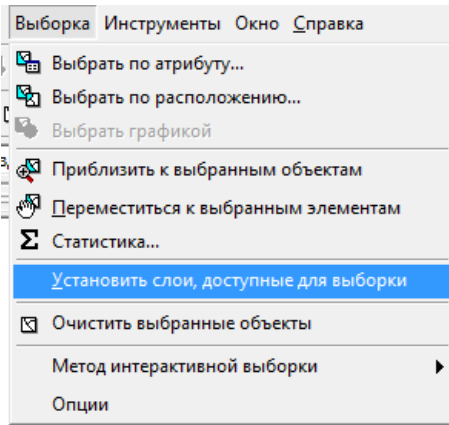 Выборка Инструменты Окно Справка
Выбрать по атрибуту...
Выбрать по расположению...
Выбрать графикой
Приблизить к выбранным объектам
Переместиться к выбранным элементам
Σ Статистика...
Установить слои, доступные для выборки
Очистить выбранные объекты
Метод интерактивной выборки
Опции